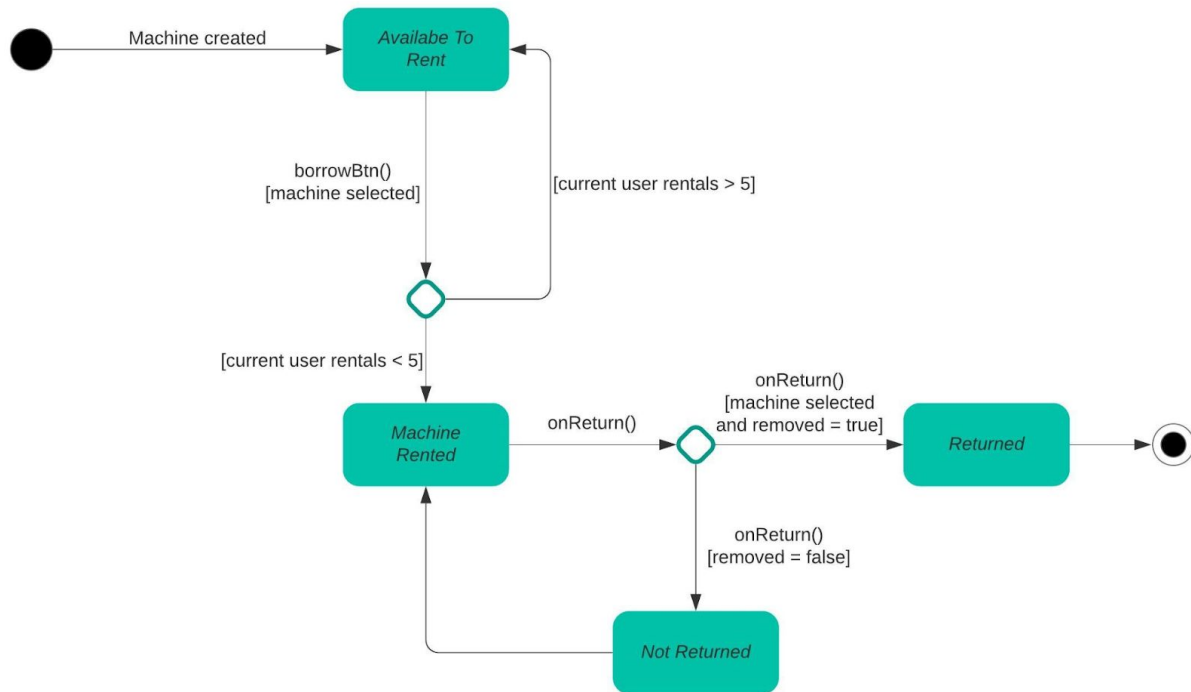 Machine created
Availabe To
Rent
borrowBtn()
[machine selected]
[current user rentals > 5]
[current user rentals < 5]
Machine
Rented
onReturn()
onReturn()
[machine selected
and removed = true]
Returned
onReturn()
[removed = false]
Not Returned